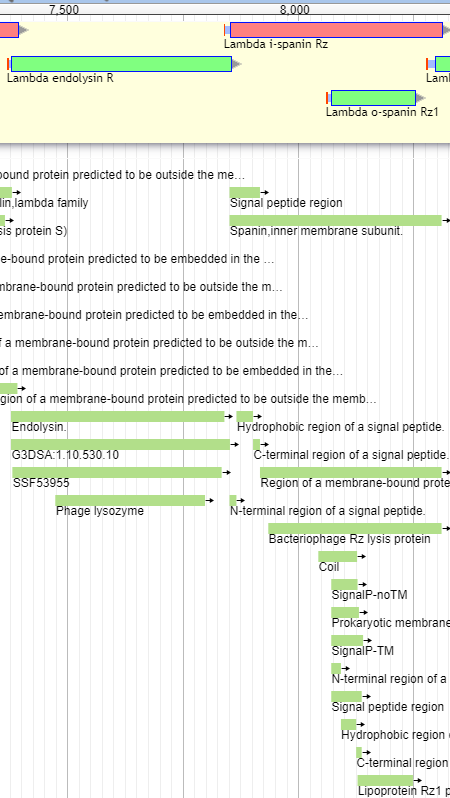 7,500 8,000
Lambda i-spanin Rz
Lambda endolysin R Lam
Lambda o-spanin Rz1
ound protein predicted to be outside the me…
lin,lambda family Signal peptide region
sis protein S) Spanin,inner membrane subunit.
e-bound protein predicted to be embedded in the …
mbrane-bound protein predicted to be outside the m…
embrane-bound protein predicted to be embedded in the…
f a membrane-bound protein predicted to be outside the m…
of a membrane-bound protein predicted to be embedded in the…
gion of a membrane-bound protein predicted to be outside the memb…
Endolysin. Hydrophobic region of a signal peptide.
G3DSA:1.10.530.10 C-terminal region of a signal peptide.
SSF53955 Region of a membrane-bound prote
Phage lysozyme N-terminal region of a signal peptide.
Bacteriophage Rz lysis protein
Coil
SignalP-noTM
Prokaryotic membrane
SignalP-TM
N-terminal region of a
Signal peptide region
Hydrophobic region
C-terminal region
Lipoprotein Rz1 p